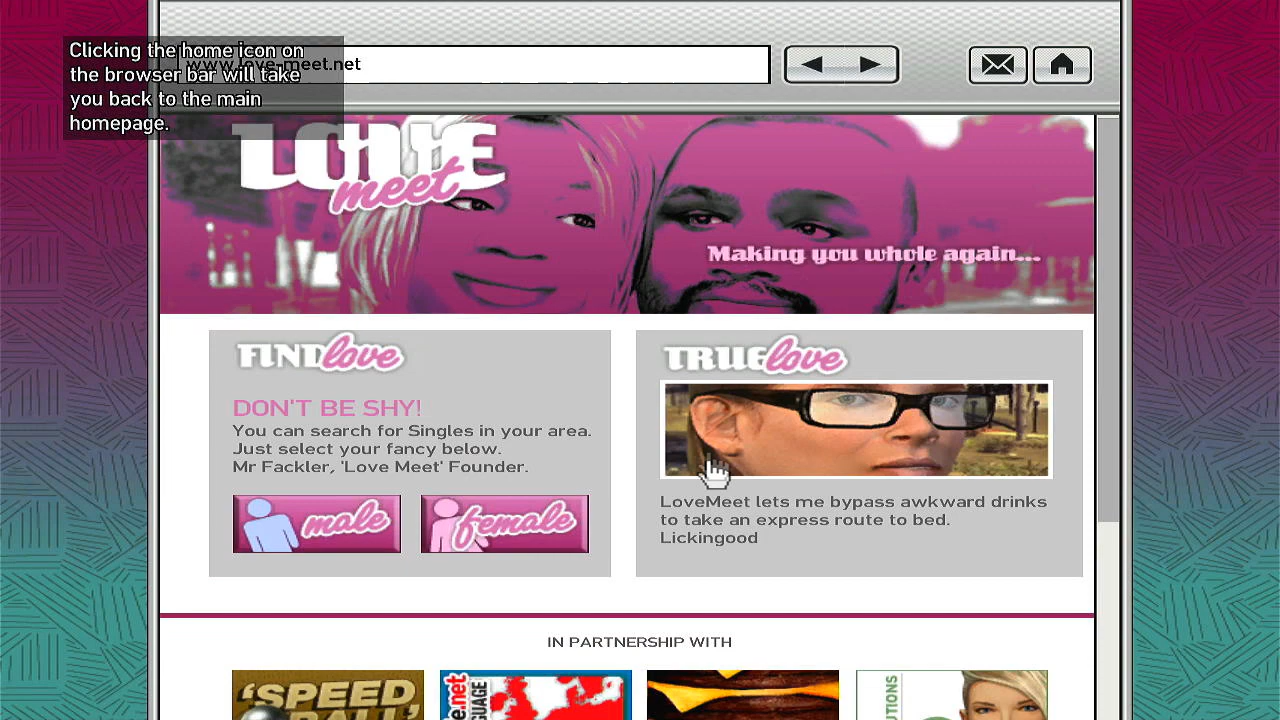 Clicking the home icon on
the browser bar will take
you back to the main
homepage.
www.love-meet.net
LOVE
meet
Making you whole again...
FIND love
TRUE love
DON'T BE SHY!
You can search for Singles in your area.
Just select your fancy below.
Mr Fackler, 'Love Meet' Founder.
male
female
LoveMeet lets me bypass awkward drinks
to take an express route to bed.
Lickingood
IN PARTNERSHIP WITH
'SPEED
BALL'